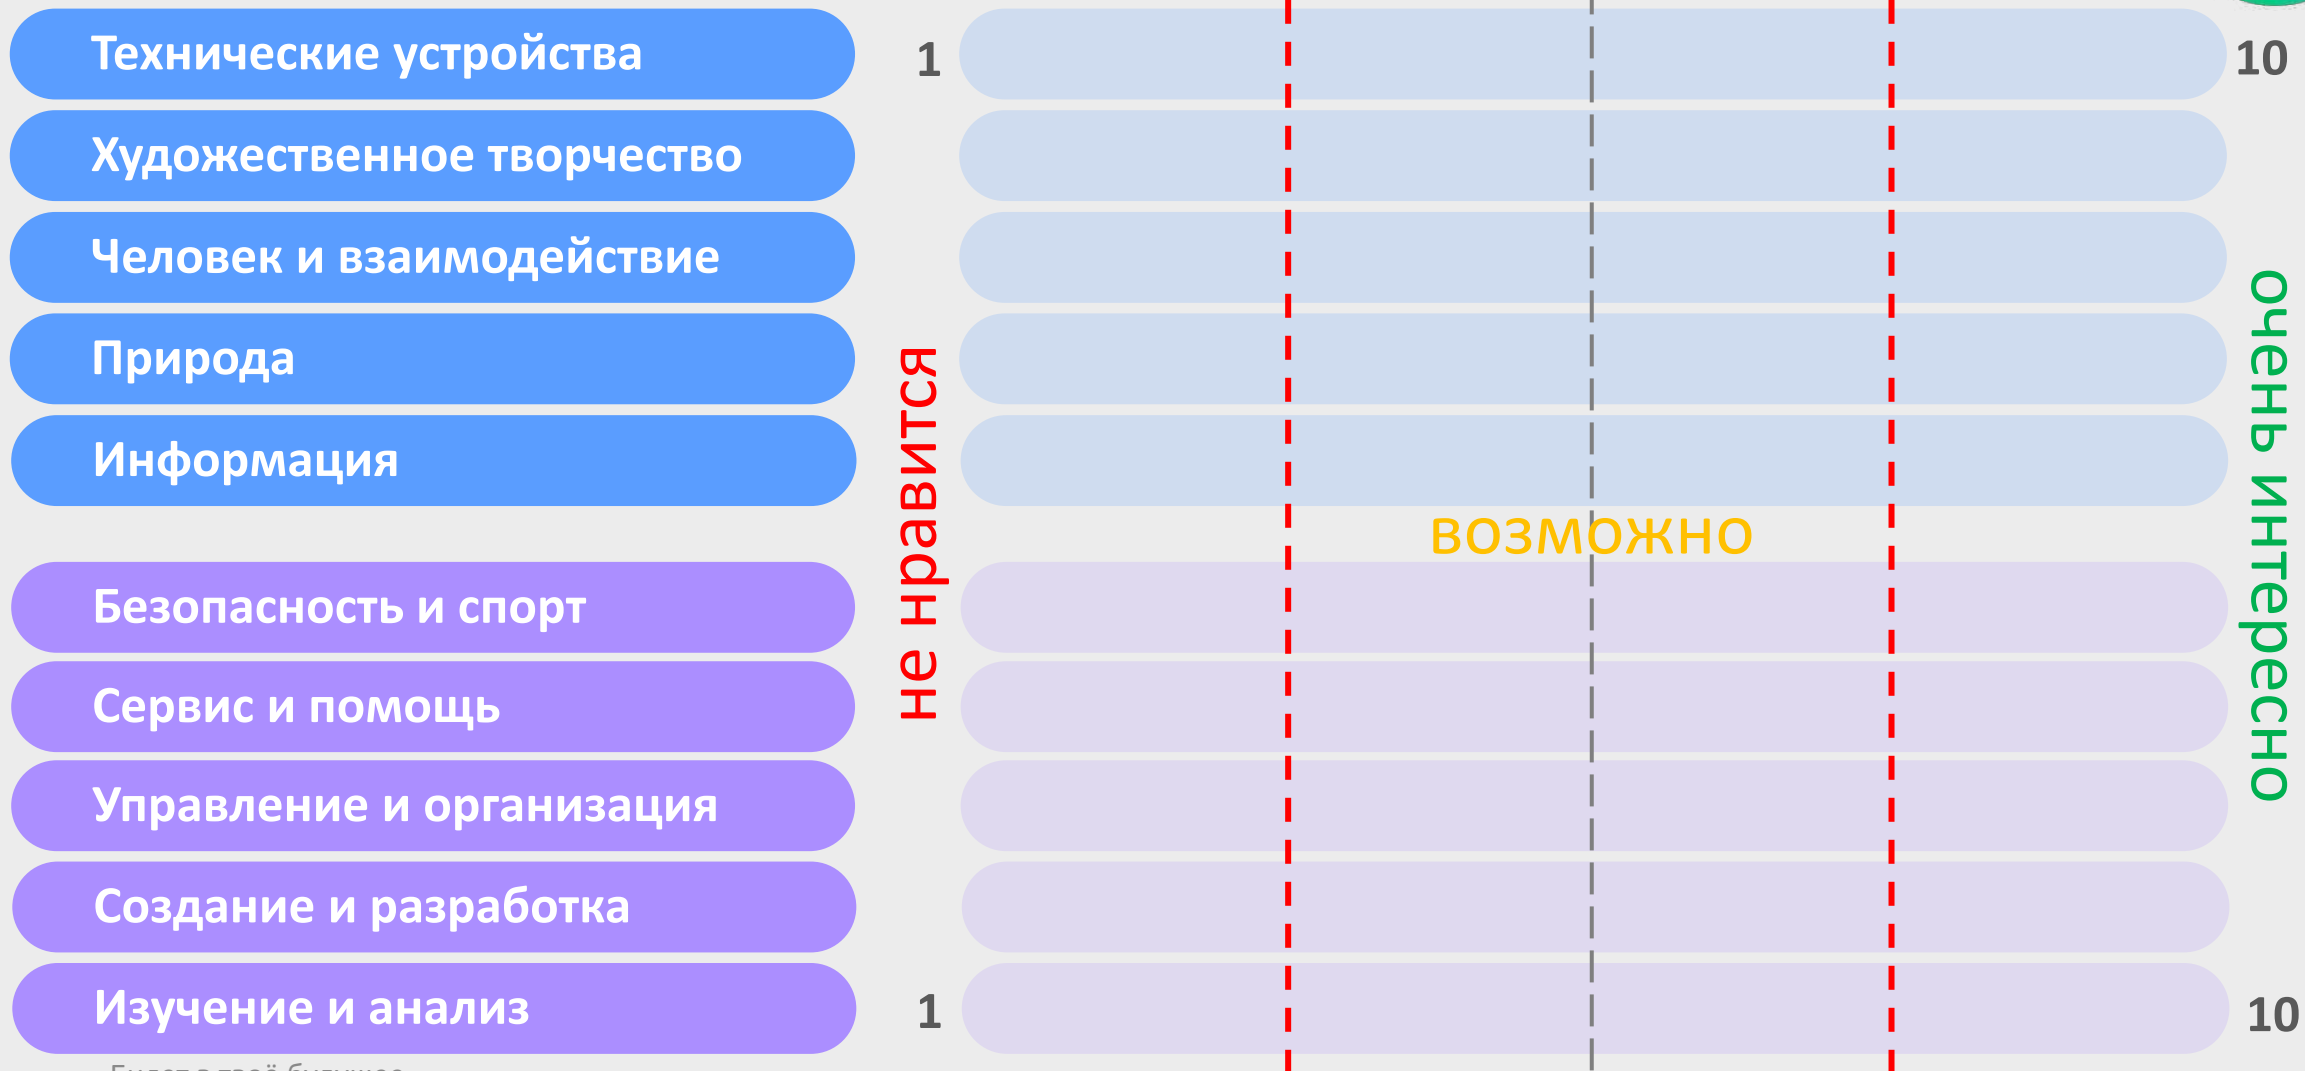 Технические устройства
1
10
Художественное творчество
Человек и взаимодействие
Природа
Информация
не нравится
возможно
очень интересно
Безопасность и спорт
Сервис и помощь
Управление и организация
Создание и разработка
Изучение и анализ
1
10